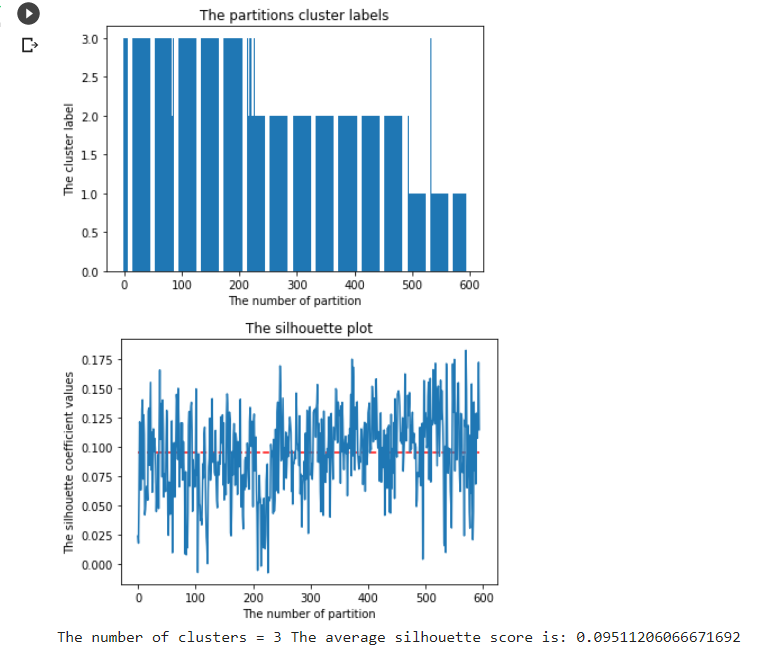 The partitions cluster labels
3.0
2.5
2.0
1.5
1.0
0.5
0.0
The cluster label
0 100 200 300 400 500 600
The number of partition
The silhouette plot
0.175
0.150
0.125
0.100
0.075
0.050
0.025
0.000
The silhouette coefficient values
0 100 200 300 400 500 600
The number of partition
The number of clusters = 3 The average silhouette score is: 0.09511206066671692